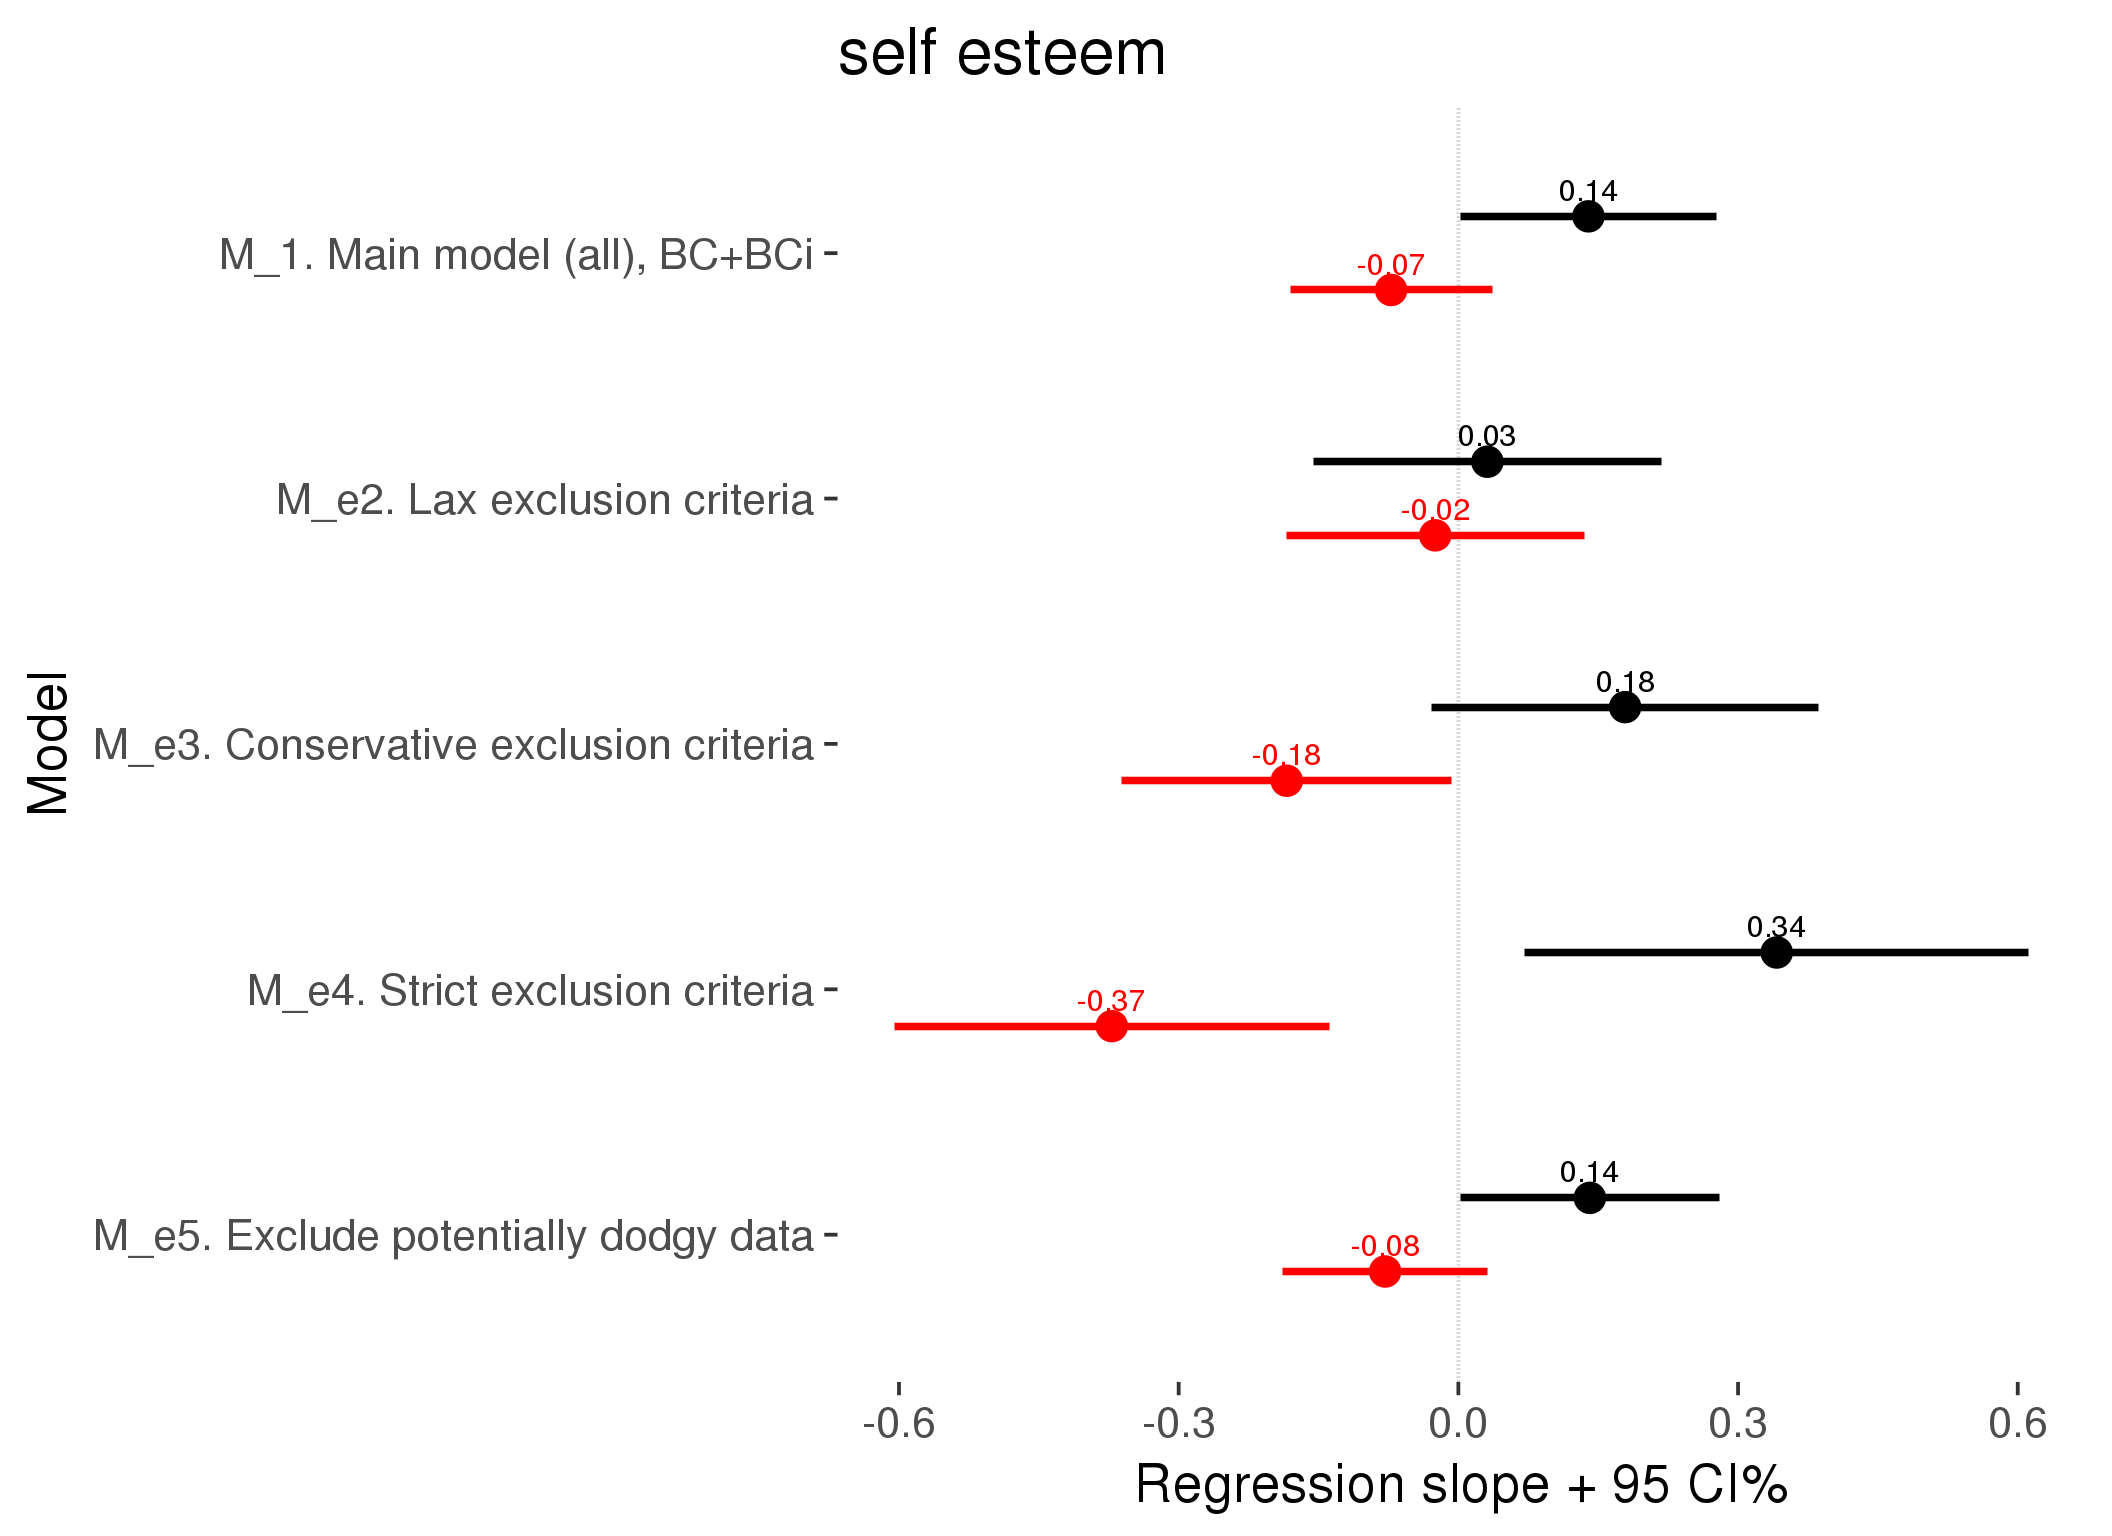 self esteem
0.14
M_1. Main model (all), BC+BCi
-0.07
0.03
M_e2. Lax exclusion criteria
-0.02
0.18
Model
M_e3. Conservative exclusion criteria
-0.18
0.34
M_e4. Strict exclusion criteria
-0.37
0.14
M_e5. Exclude potentially dodgy data
-0.08
-0.6 -0.3 0.0 0.3 0.6
Regression slope + 95 CI%